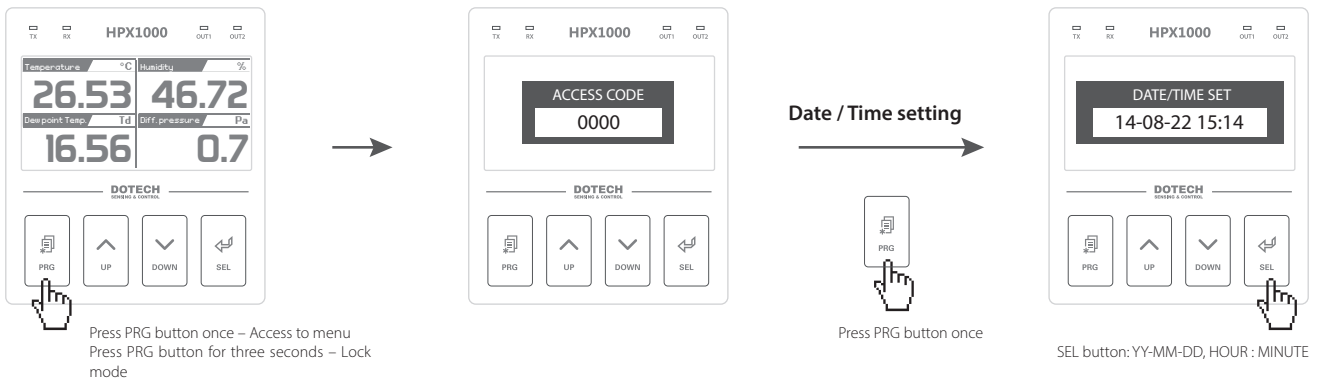 TX RX HPX1000 OUT1 OUT2
Temperature °C Humidity %
26.53 46.72
Dew point Temp. Td Diff. pressure Pa
16.56 0.7
DOTECH
SENSING & CONTROL
PRG UP DOWN SEL
Press PRG button once – Access to menu
Press PRG button for three seconds – Lock
mode
TX RX HPX1000 OUT1 OUT2
ACCESS CODE
0000
DOTECH
SENSING & CONTROL
PRG UP DOWN SEL
Date / Time setting
PRG
Press PRG button once
TX RX HPX1000 OUT1 OUT2
DATE/TIME SET
14-08-22 15:14
DOTECH
SENSING & CONTROL
PRG UP DOWN SEL
SEL button: YY-MM-DD, HOUR : MINUTE